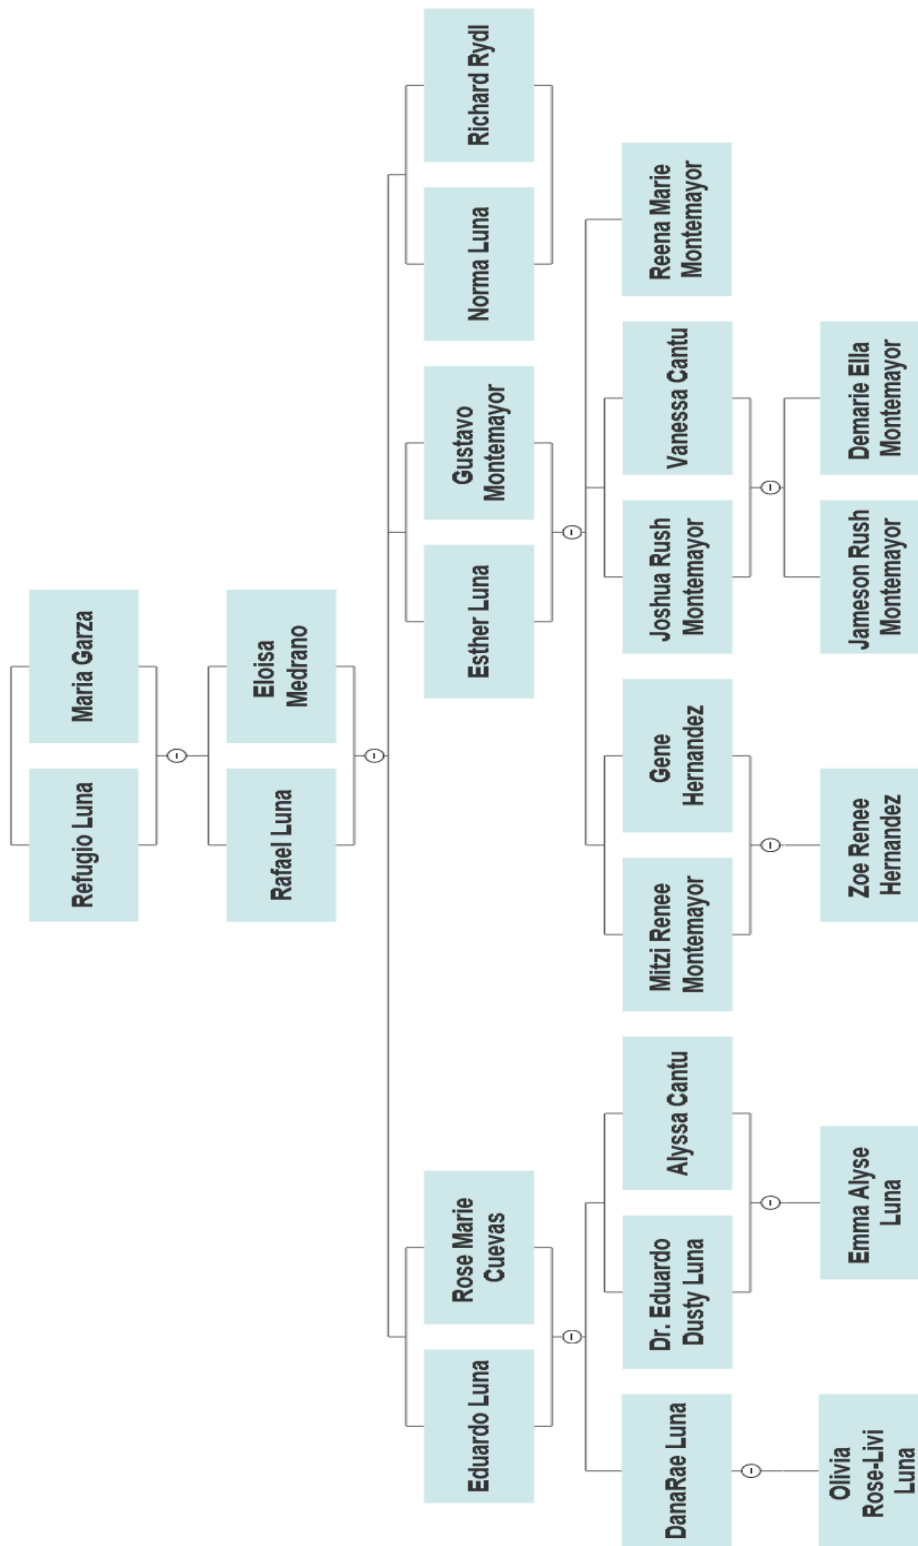 Refugio Luna
Maria Garza
Rafael Luna
Eloisa
Medrano
Eduardo Luna
Rose Marie
Cuevas
Esther Luna
Gustavo
Montemayor
Norma Luna
Richard Rydl
DanaRae Luna
Dr. Eduardo
Dusty Luna
Alyssa Cantu
Mitzi Renee
Montemayor
Gene
Hernandez
Joshua Rush
Montemayor
Vanessa Cantu
Reena Marie
Montemayor
Olivia
Rose-Livi
Luna
Emma Alyse
Luna
Zoe Renee
Hernandez
Jameson Rush
Montemayor
Demarie Ella
Montemayor